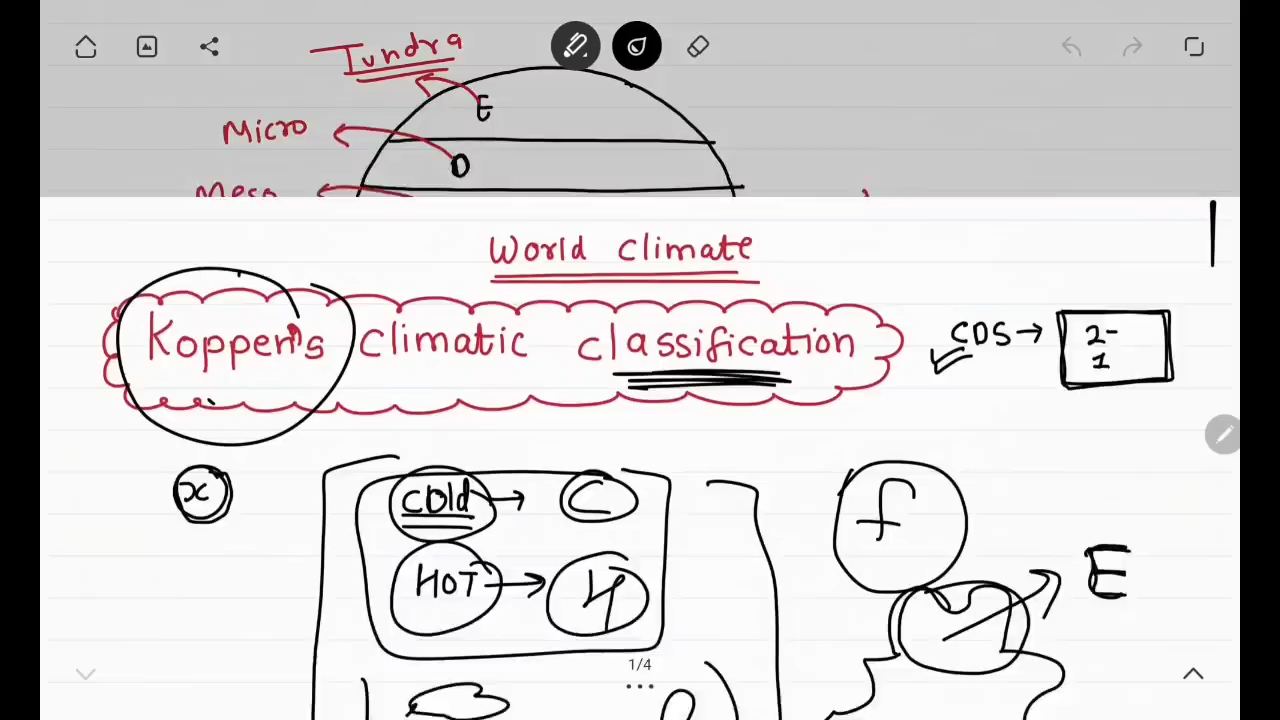 Tundra
E
Micro
D
World Climate
Koppen's climatic classification
CDS → 2-
1
x
cold → C
HOT → H
f
E
1/4